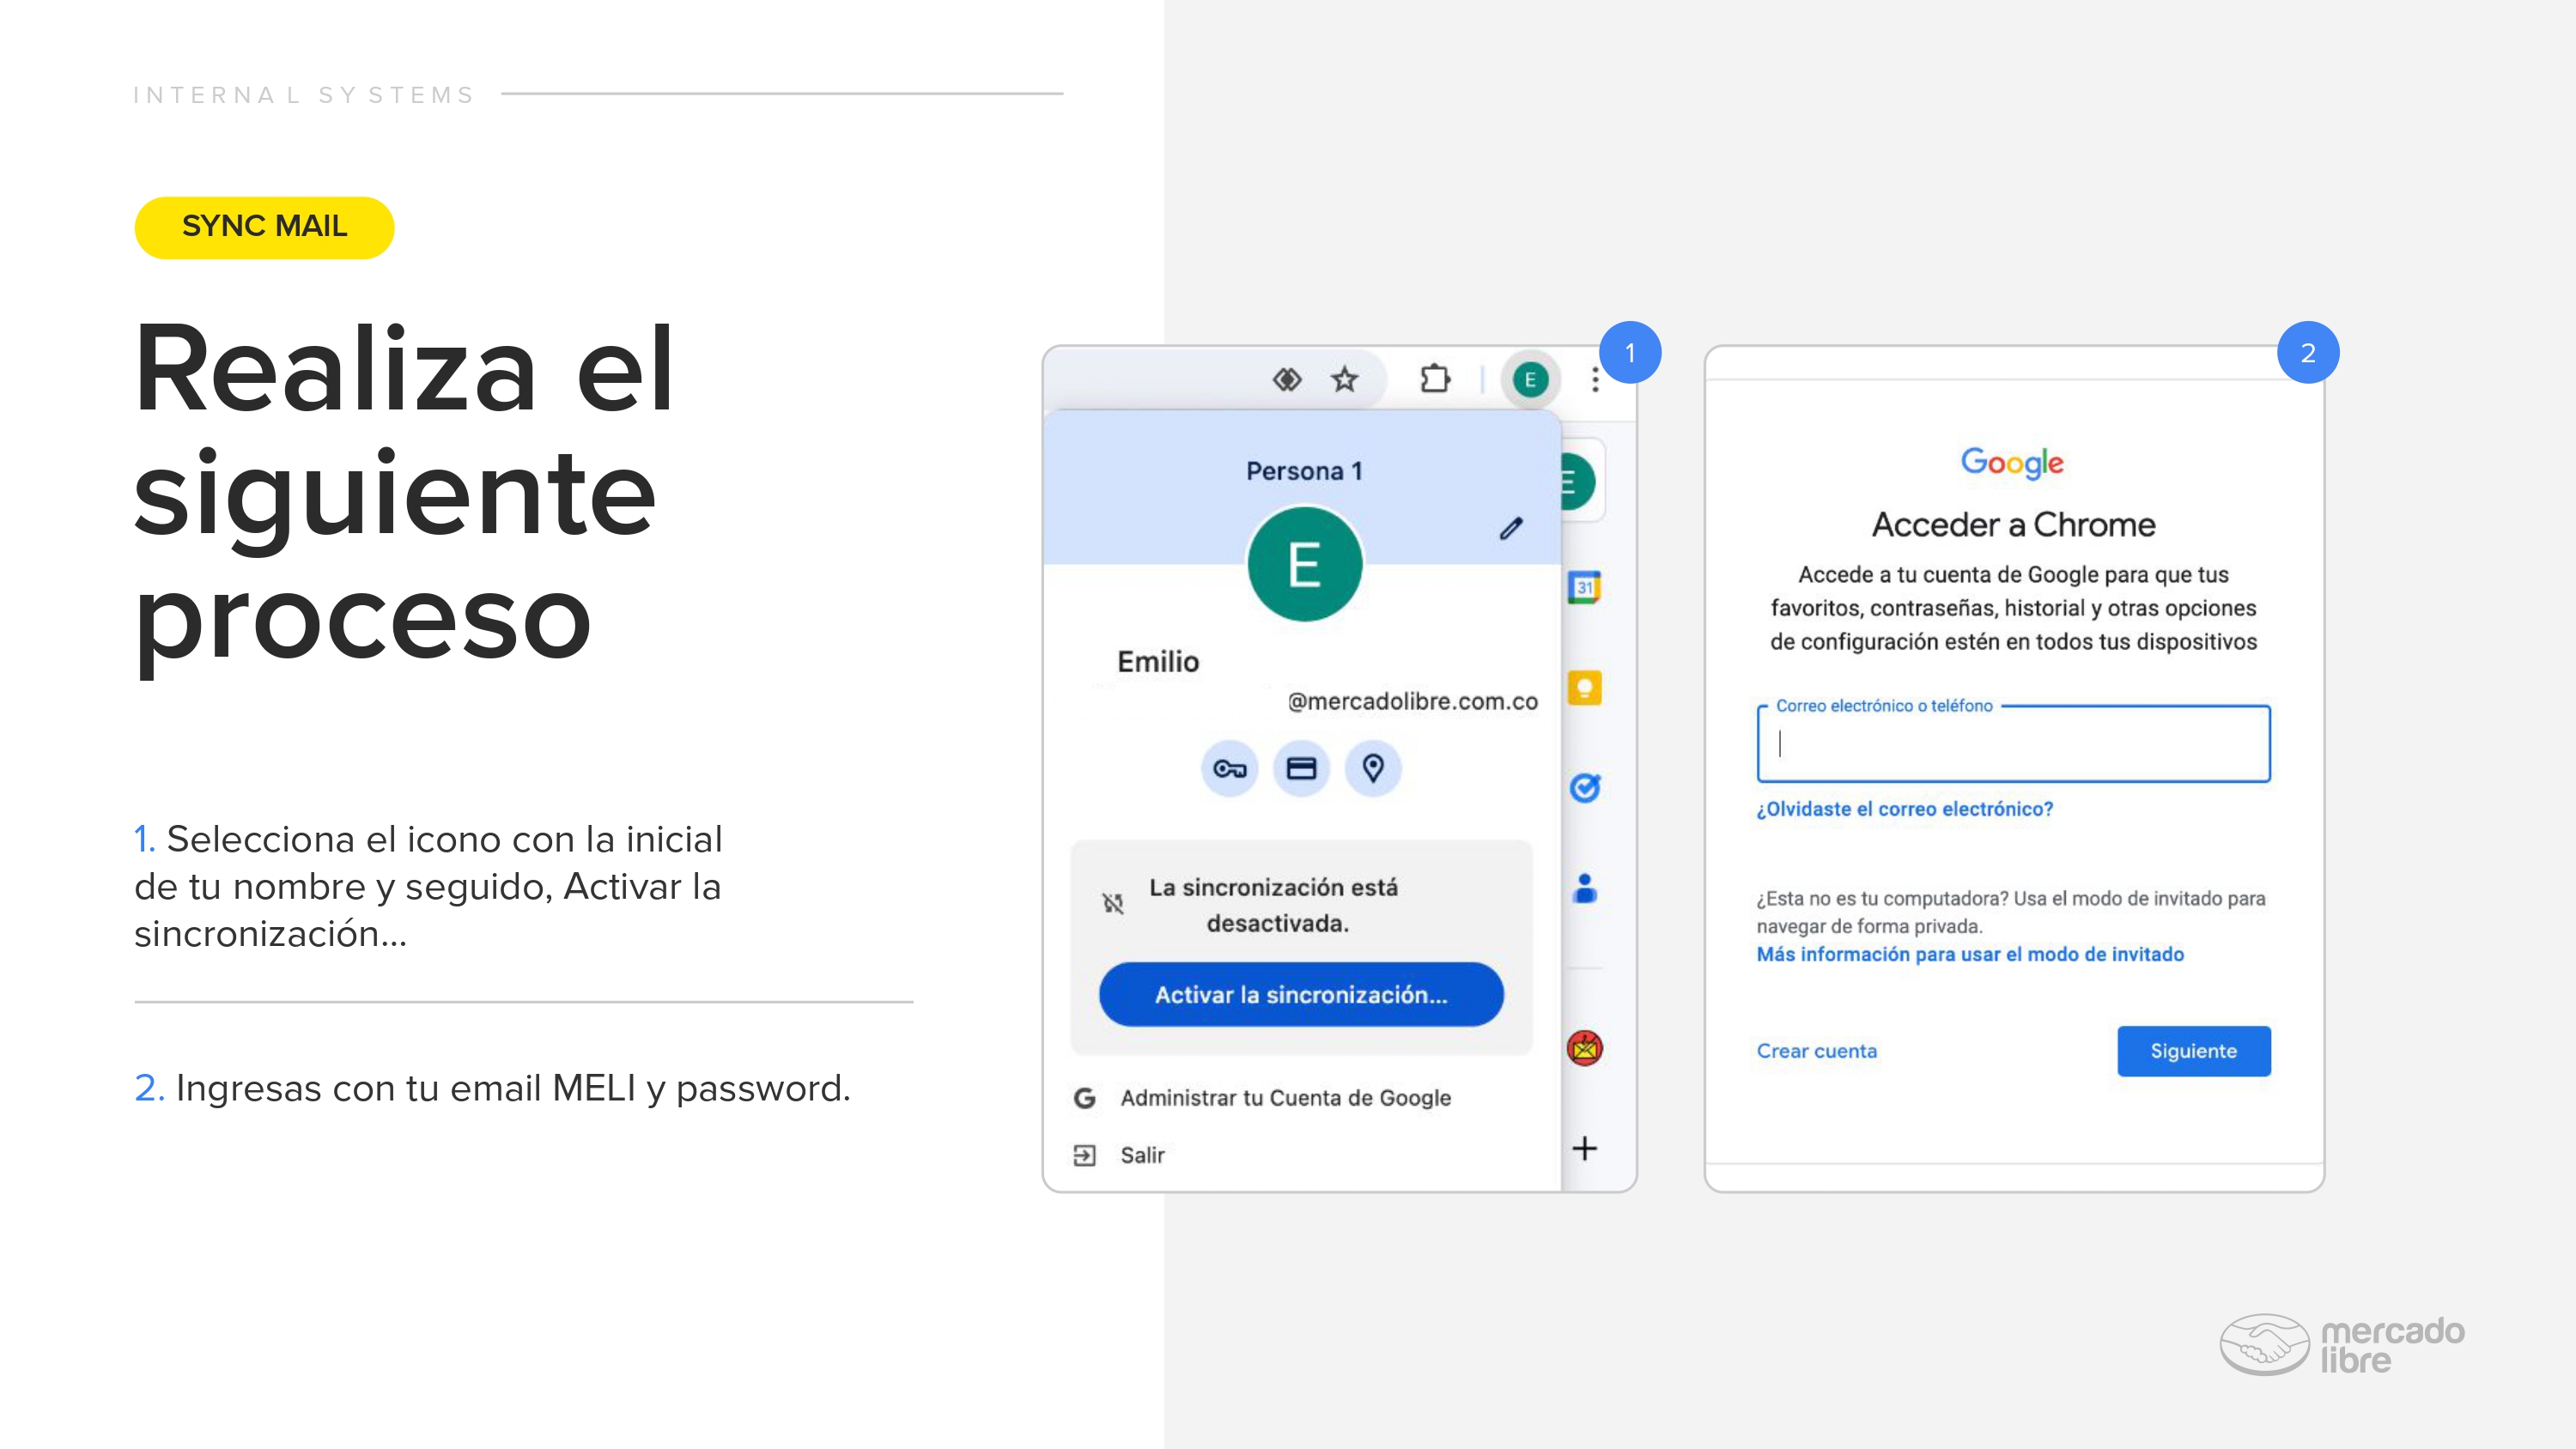 INTERNAL SYSTEMS
SYNC MAIL
Realiza el
siguiente
proceso
1. Selecciona el icono con la inicial
de tu nombre y seguido, Activar la
sincronización...
2. Ingresas con tu email MELI y password.
1
E
Persona 1
E
E
31
Emilio
@mercadolibre.com.co
La sincronización está
desactivada.
Activar la sincronización...
G Administrar tu Cuenta de Google
Salir
2
Google
Acceder a Chrome
Accede a tu cuenta de Google para que tus
favoritos, contraseñas, historial y otras opciones
de configuración estén en todos tus dispositivos
Correo electrónico o teléfono
¿Olvidaste el correo electrónico?
¿Esta no es tu computadora? Usa el modo de invitado para
navegar de forma privada.
Más información para usar el modo de invitado
Crear cuenta
Siguiente
mercado
libre